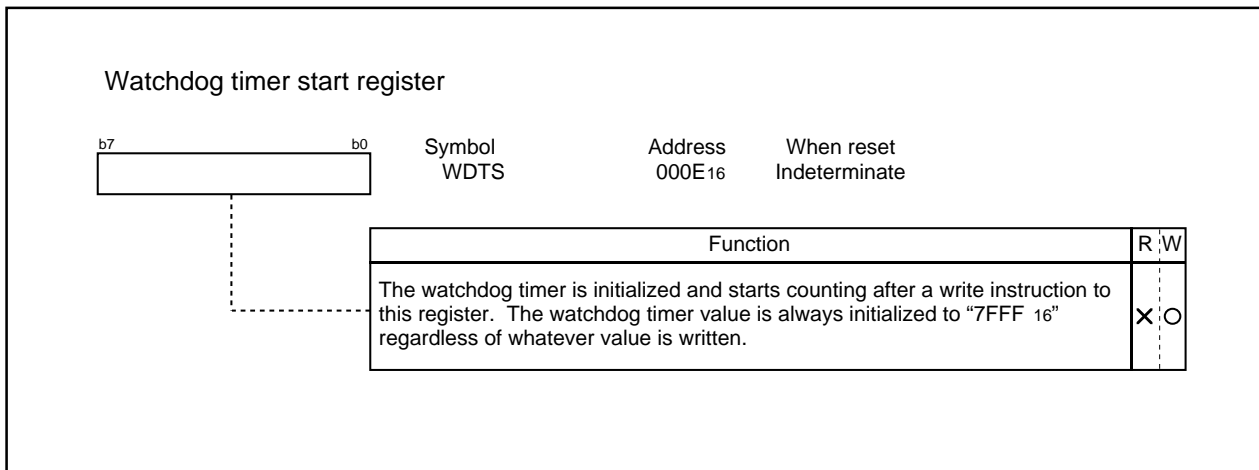 Watchdog timer start register
b7 b0 Symbol Address When reset
WDTS 000E16 Indeterminate
Function R W
The watchdog timer is initialized and starts counting after a write instruction to
this register. The watchdog timer value is always initialized to “7FFF 16”
regardless of whatever value is written.